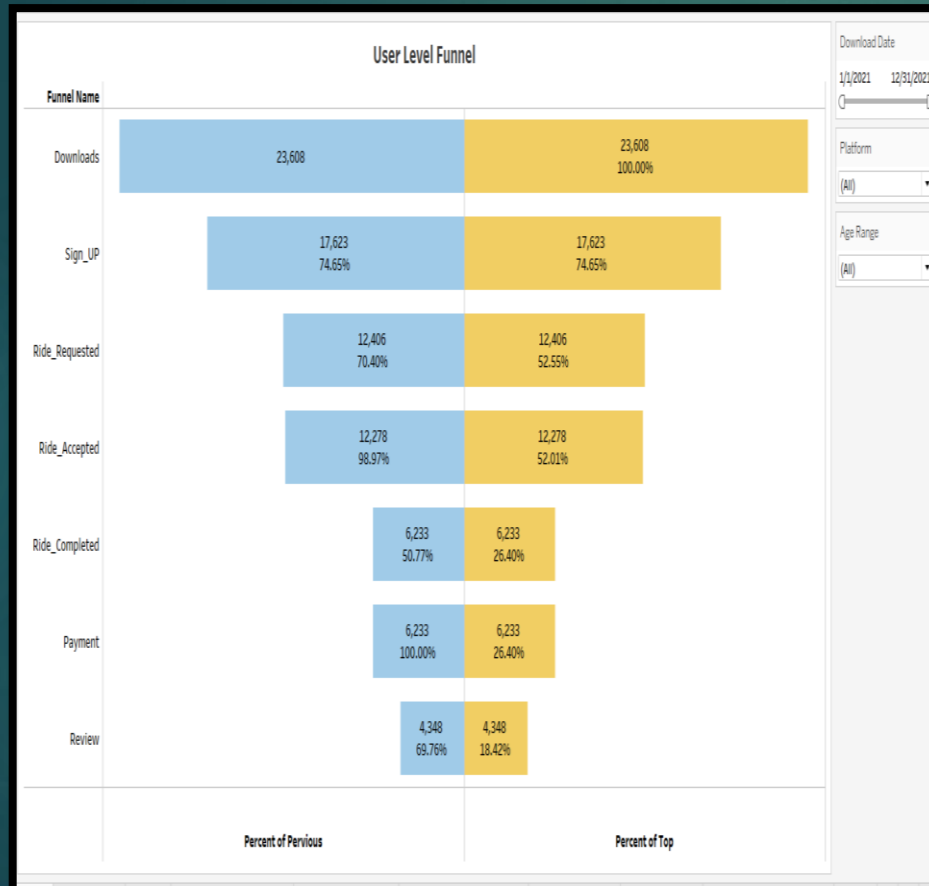 User Level Funnel
Funnel Name
Downloads
23,608
23,608
100.00%
Sign_UP
17,623
74.65%
17,623
74.65%
Ride_Requested
12,406
70.40%
12,406
52.55%
Ride_Accepted
12,278
98.97%
12,278
52.01%
Ride_Completed
6,233
50.77%
6,233
26.40%
Payment
6,233
100.00%
6,233
26.40%
Review
4,348
69.76%
4,348
18.42%
Percent of Pervious
Percent of Top
Download Date
1/1/2021 12/31/2021
Platform
(All)
Age Range
(All)